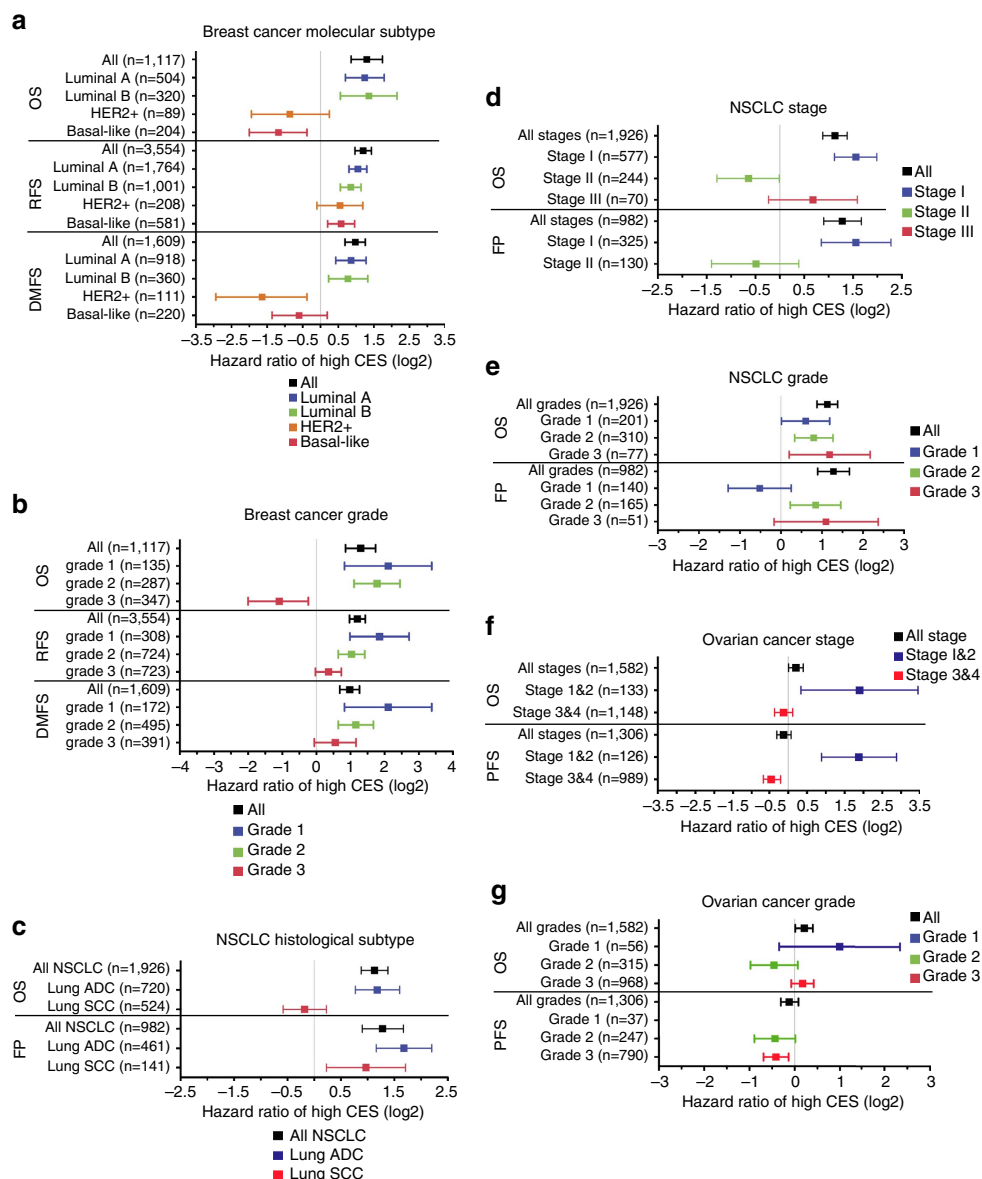 a
Breast cancer molecular subtype
OS
All (n=1,117)
Luminal A (n=504)
Luminal B (n=320)
HER2+ (n=89)
Basal-like (n=204)
RFS
All (n=3,554)
Luminal A (n=1,764)
Luminal B (n=1,001)
HER2+ (n=208)
Basal-like (n=581)
DMFS
All (n=1,609)
Luminal A (n=918)
Luminal B (n=360)
HER2+ (n=111)
Basal-like (n=220)
−3.5 −2.5 −1.5 −0.5 0.5 1.5 2.5 3.5
Hazard ratio of high CES (log2)
All
Luminal A
Luminal B
HER2+
Basal-like
b
Breast cancer grade
OS
All (n=1,117)
grade 1 (n=135)
grade 2 (n=287)
grade 3 (n=347)
RFS
All (n=3,554)
grade 1 (n=308)
grade 2 (n=724)
grade 3 (n=723)
DMFS
All (n=1,609)
grade 1 (n=172)
grade 2 (n=495)
grade 3 (n=391)
−4 −3 −2 −1 0 1 2 3 4
Hazard ratio of high CES (log2)
All
Grade 1
Grade 2
Grade 3
c
NSCLC histological subtype
OS
All NSCLC (n=1,926)
Lung ADC (n=720)
Lung SCC (n=524)
FP
All NSCLC (n=982)
Lung ADC (n=461)
Lung SCC (n=141)
−2.5 −1.5 −0.5 0.5 1.5 2.5
Hazard ratio of high CES (log2)
All NSCLC
Lung ADC
Lung SCC
d
NSCLC stage
OS
All stages (n=1,926)
Stage I (n=577)
Stage II (n=244)
Stage III (n=70)
FP
All stages (n=982)
Stage I (n=325)
Stage II (n=130)
−2.5 −1.5 −0.5 0.5 1.5 2.5
Hazard ratio of high CES (log2)
All
Stage I
Stage II
Stage III
e
NSCLC grade
OS
All grades (n=1,926)
Grade 1 (n=201)
Grade 2 (n=310)
Grade 3 (n=77)
FP
All grades (n=982)
Grade 1 (n=140)
Grade 2 (n=165)
Grade 3 (n=51)
−3 −2 −1 0 1 2 3
Hazard ratio of high CES (log2)
All
Grade 1
Grade 2
Grade 3
f
Ovarian cancer stage
OS
All stages (n=1,582)
Stage 1&2 (n=133)
Stage 3&4 (n=1,148)
PFS
All stages (n=1,306)
Stage 1&2 (n=126)
Stage 3&4 (n=989)
−3.5 −2.5 −1.5 −0.5 0.5 1.5 2.5 3.5
Hazard ratio of high CES (log2)
All stage
Stage I&2
Stage 3&4
g
Ovarian cancer grade
OS
All grades (n=1,582)
Grade 1 (n=56)
Grade 2 (n=315)
Grade 3 (n=968)
PFS
All grades (n=1,306)
Grade 1 (n=37)
Grade 2 (n=247)
Grade 3 (n=790)
−3 −2 −1 0 1 2 3
Hazard ratio of high CES (log2)
All
Grade 1
Grade 2
Grade 3